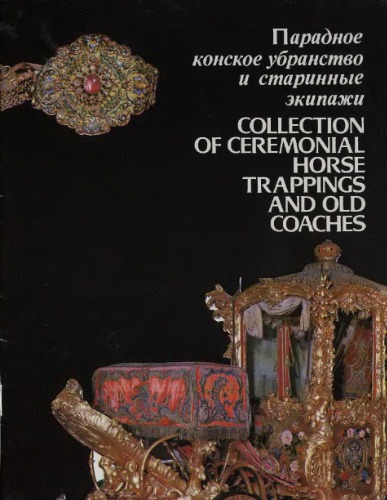 Парадное
конское убранство
и старинные
экипажи
COLLECTION
OF CEREMONIAL
HORSE
TRAPPINGS
AND OLD
COACHES